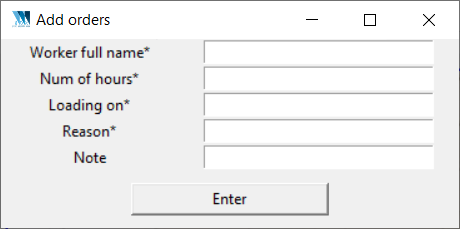 Add orders
Worker full name*
Num of hours*
Loading on*
Reason*
Note
Enter